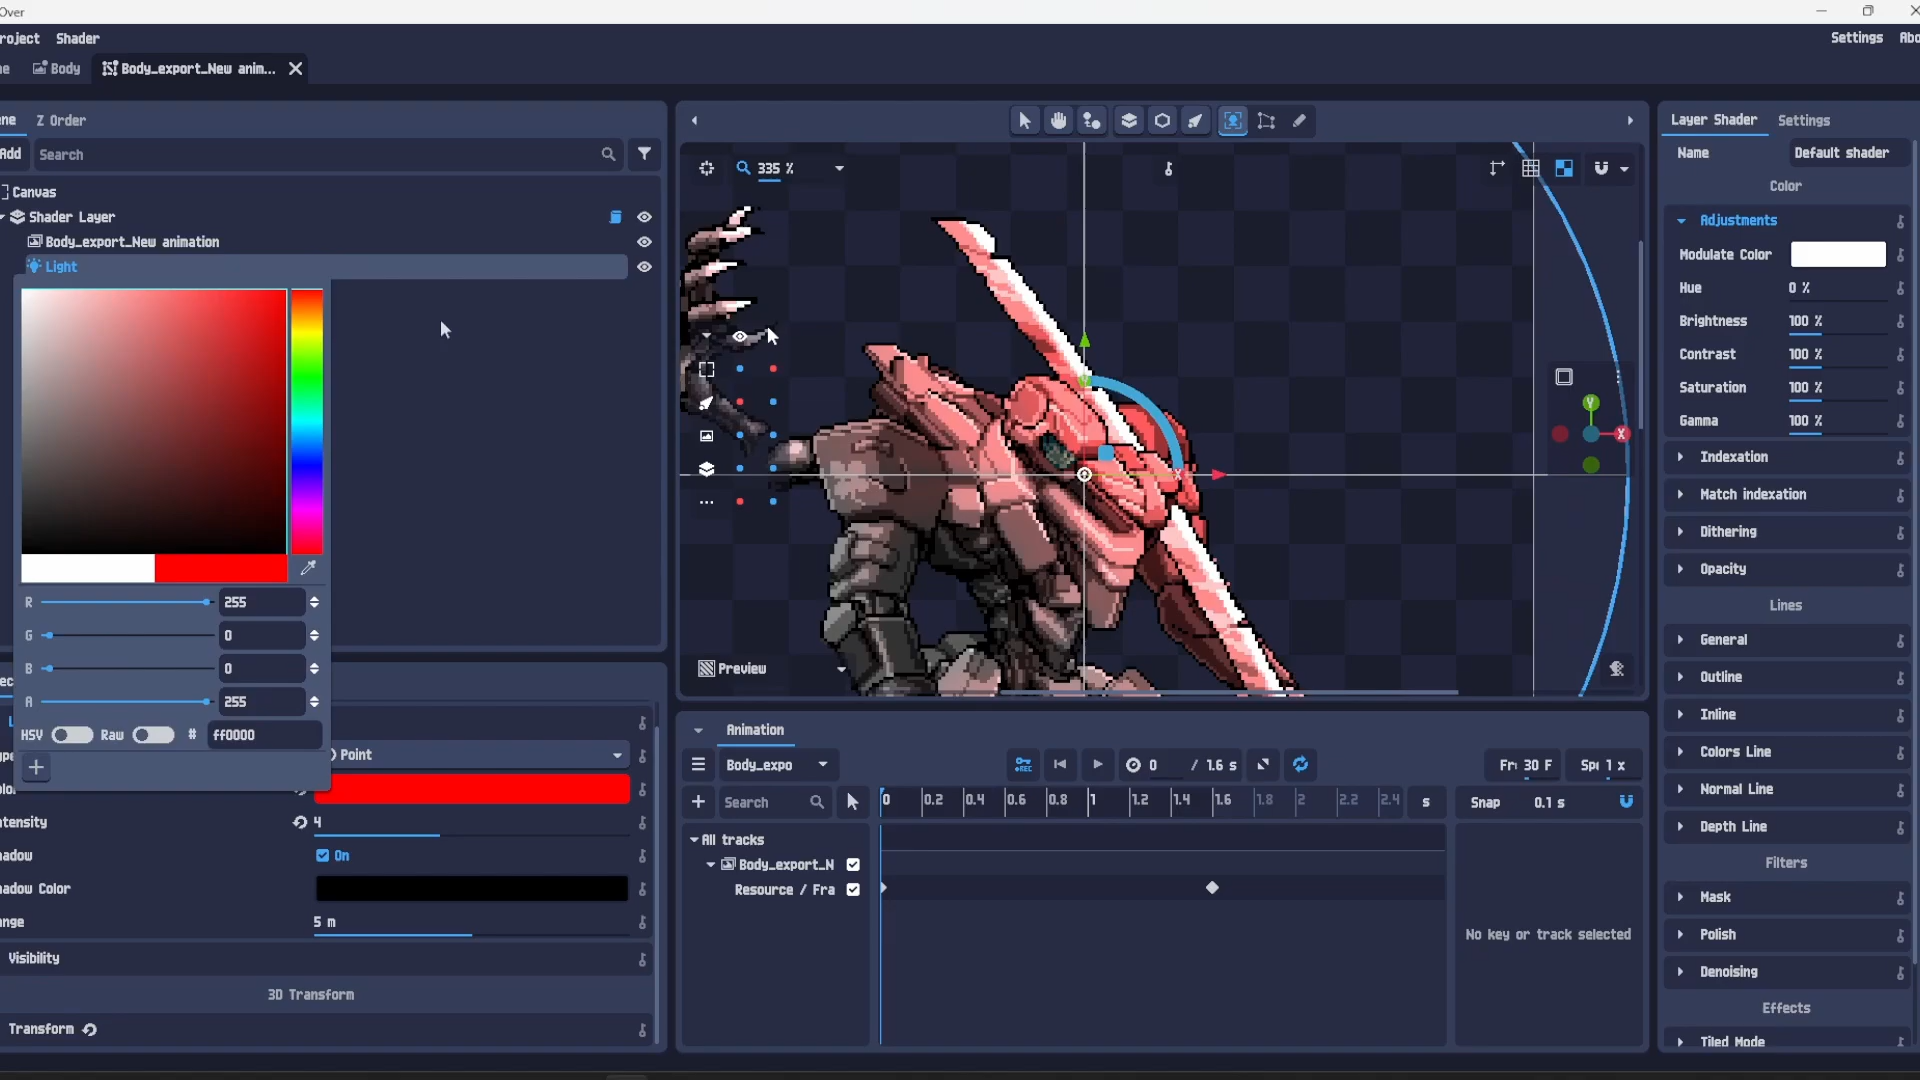 Over
roject Shader
Settings Abo
ne Body Body_export_New anim...
ene Z Order
Add Search
Canvas
Shader Layer
Body_export_New animation
Light
R 255
G 0
B 0
A 255
HSV Raw # ff0000
ype Point
olor
tensity 4
adow On
adow Color
nge 5 m
Visibility
3D Transform
Transform
335 %
Y
X
X
Preview
Animation
Body_expo 0 / 1.6 s Fr: 30 F Sp: 1 x
Search 0 0.2 0.4 0.6 0.8 1 1.2 1.4 1.6 1.8 2 2.2 2.4 s Snap 0.1 s
All tracks
Body_export_N
Resource / Fra
No key or track selected
Layer Shader Settings
Name Default shader
Color
Adjustments
Modulate Color
Hue 0 %
Brightness 100 %
Contrast 100 %
Saturation 100 %
Gamma 100 %
Indexation
Match indexation
Dithering
Opacity
Lines
General
Outline
Inline
Colors Line
Normal Line
Depth Line
Filters
Mask
Polish
Denoising
Effects
Tiled Mode